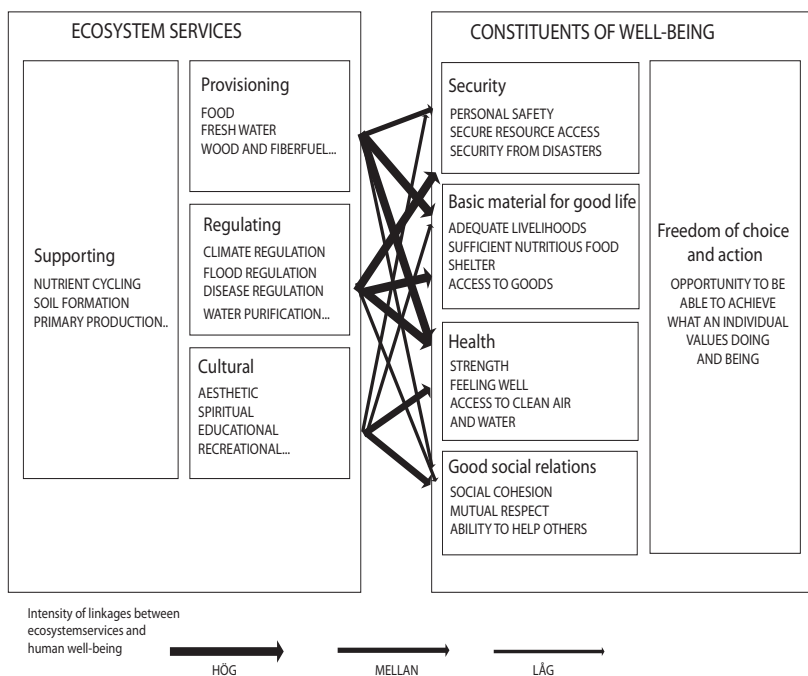 ECOSYSTEM SERVICES
Supporting
NUTRIENT CYCLING
SOIL FORMATION
PRIMARY PRODUCTION..
Provisioning
FOOD
FRESH WATER
WOOD AND FIBERFUEL...
Regulating
CLIMATE REGULATION
FLOOD REGULATION
DISEASE REGULATION
WATER PURIFICATION...
Cultural
AESTHETIC
SPIRITUAL
EDUCATIONAL
RECREATIONAL...
CONSTITUENTS OF WELL-BEING
Security
PERSONAL SAFETY
SECURE RESOURCE ACCESS
SECURITY FROM DISASTERS
Basic material for good life
ADEQUATE LIVELIHOODS
SUFFICIENT NUTRITIOUS FOOD
SHELTER
ACCESS TO GOODS
Health
STRENGTH
FEELING WELL
ACCESS TO CLEAN AIR
AND WATER
Good social relations
SOCIAL COHESION
MUTUAL RESPECT
ABILITY TO HELP OTHERS
Freedom of choice
and action
OPPORTUNITY TO BE
ABLE TO ACHIEVE
WHAT AN INDIVIDUAL
VALUES DOING
AND BEING
Intensity of linkages between
ecosystemservices and
human well-being
HÖG
MELLAN
LÅG